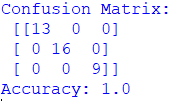 Confusion Matrix:
[[13  0  0]
[ 0 16  0]
[ 0  0  9]]
Accuracy: 1.0